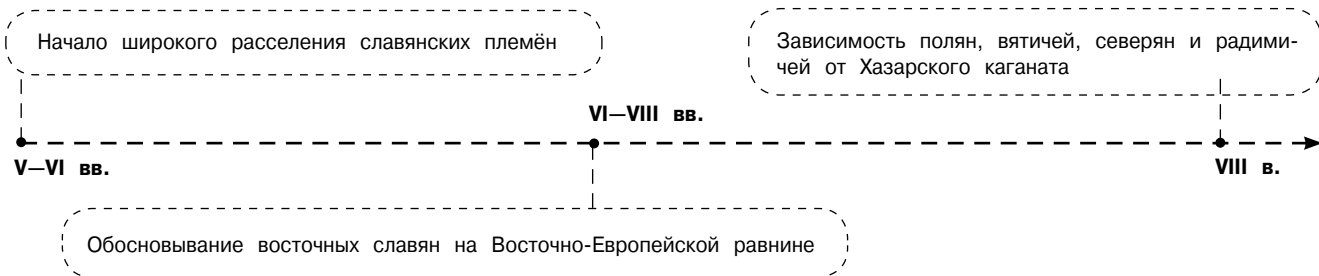 Начало широкого расселения славянских племён
Зависимость полян, вятичей, северян и радими-
чей от Хазарского каганата
VI—VIII вв.
V—VI вв.
VIII в.
Обосновывание восточных славян на Восточно-Европейской равнине